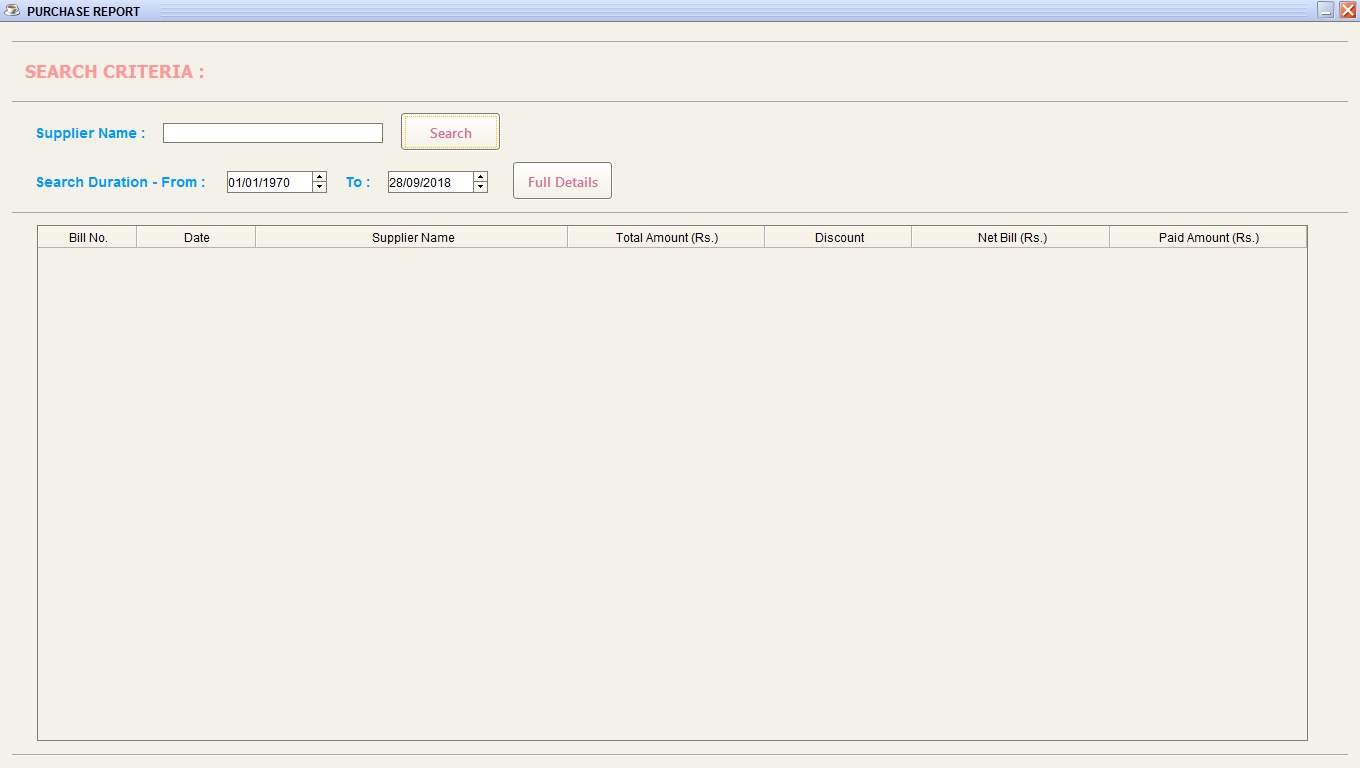 PURCHASE REPORT
SEARCH CRITERIA :
Supplier Name :
Search
Search Duration - From : 01/01/1970 To : 28/09/2018 Full Details
Bill No. Date Supplier Name Total Amount (Rs.) Discount Net Bill (Rs.) Paid Amount (Rs.)